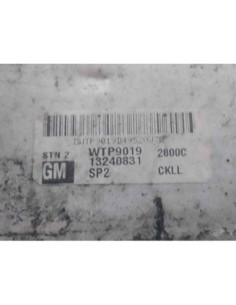 STN 2 WTP9019 2800C
GM 13240831
SP2 CKLL